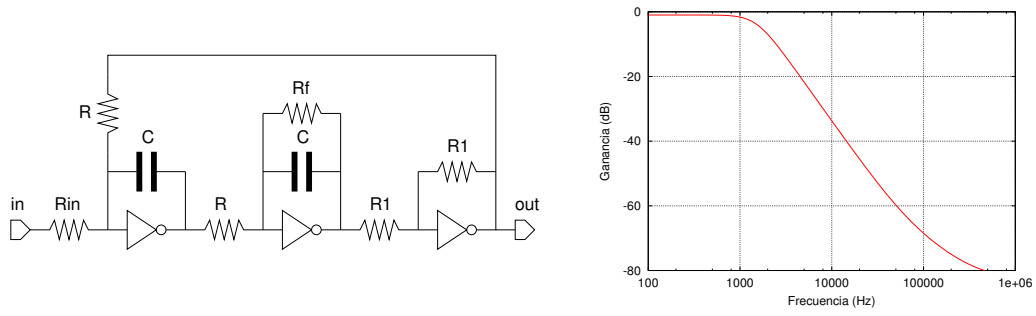 Rf
R
C
C
R1
in
Rin
R
R1
out
0
-20
-40
-60
-80
Ganancia (dB)
100
1000
10000
100000
1e+06
Frecuencia (Hz)